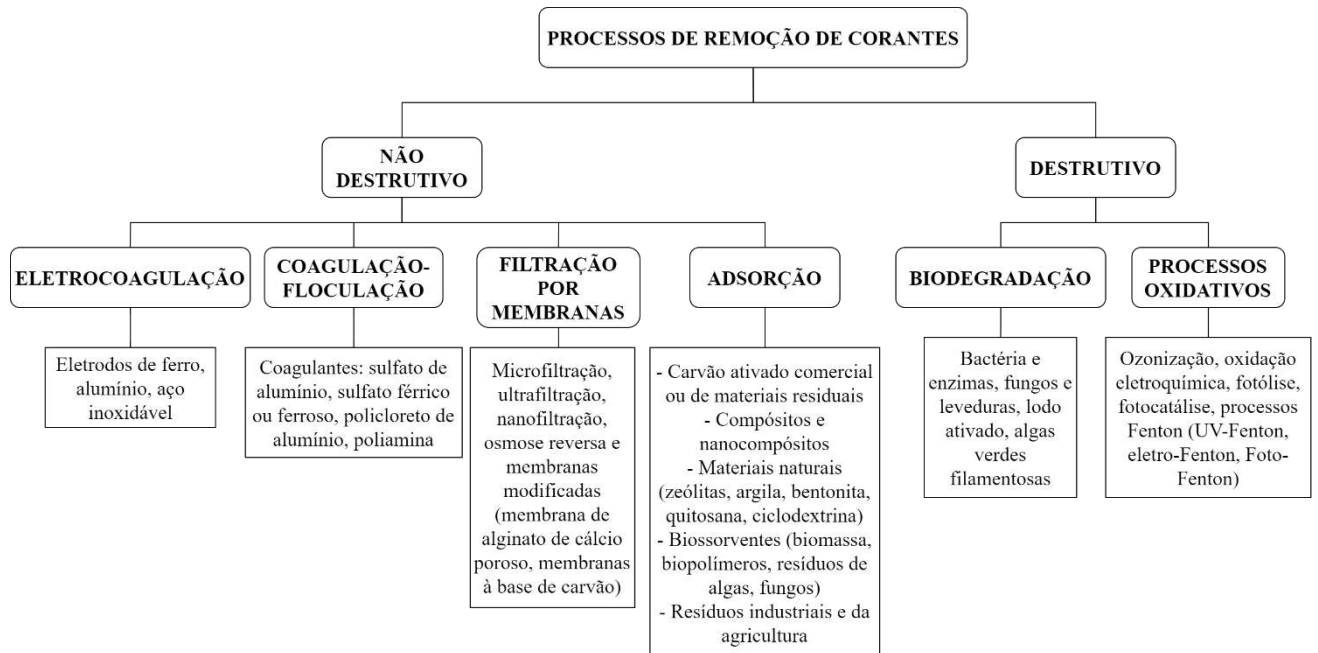 PROCESSOS DE REMOÇÃO DE CORANTES
NÃO
DESTRUTIVO
DESTRUTIVO
ELETROCOAGULAÇÃO
COAGULAÇÃO-
FLOCULAÇÃO
FILTRAÇÃO
POR
MEMBRANAS
ADSORÇÃO
BIODEGRADAÇÃO
PROCESSOS
OXIDATIVOS
Eletrodos de ferro,
alumínio, aço
inoxidável
Coagulantes: sulfato de
alumínio, sulfato férrico
ou ferroso, policloreto de
alumínio, poliamina
Microfiltração,
ultrafiltração,
nanofiltração,
osmose reversa e
membranas
modificadas
(membrana de
alginato de cálcio
poroso, membranas
à base de carvão)
- Carvão ativado comercial
ou de materiais residuais
- Compósitos e
nanocompósitos
- Materiais naturais
(zeólitas, argila, bentonita,
quitosana, ciclodextrina)
- Biossorventes (biomassa,
biopolímeros, resíduos de
algas, fungos)
- Resíduos industriais e da
agricultura
Bactéria e
enzimas, fungos e
leveduras, lodo
ativado, algas
verdes
filamentosas
Ozonização, oxidação
eletroquímica, fotólise,
fotocatálise, processos
Fenton (UV-Fenton,
eletro-Fenton, Foto-
Fenton)